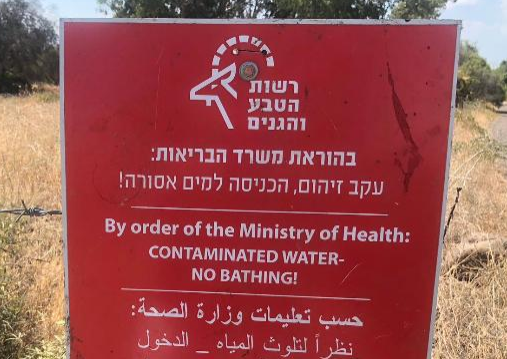 רשות
הטבע
והגנים
בהוראת משרד הבריאות:
עקב זיהום, הכניסה למים אסורה!
By order of the Ministry of Health:
CONTAMINATED WATER-
NO BATHING!
حسب تعليمات وزارة الصحة:
نظراً لتلوث المياه _ الدخول